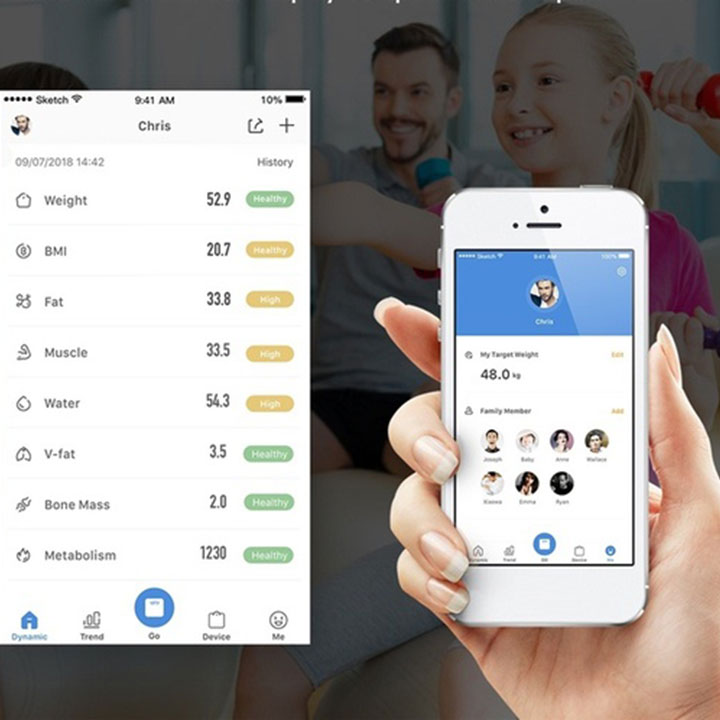 Sketch 9:41 AM 10%
Chris
09/07/2018 14:42 History
Weight 52.9 Healthy
BMI 20.7 Healthy
Fat 33.8 High
Muscle 33.5 High
Water 54.3 High
V-fat 3.5 Healthy
Bone Mass 2.0 Healthy
Metabolism 1230 Healthy
Dynamic Trend Go Device Me
Sketch 9:41 AM 100%
Chris
My Target Weight Edit
48.0 kg
Family Member Add
Joseph Baby Anne Wallace
Emma Ryan
Dynamic Trend Device